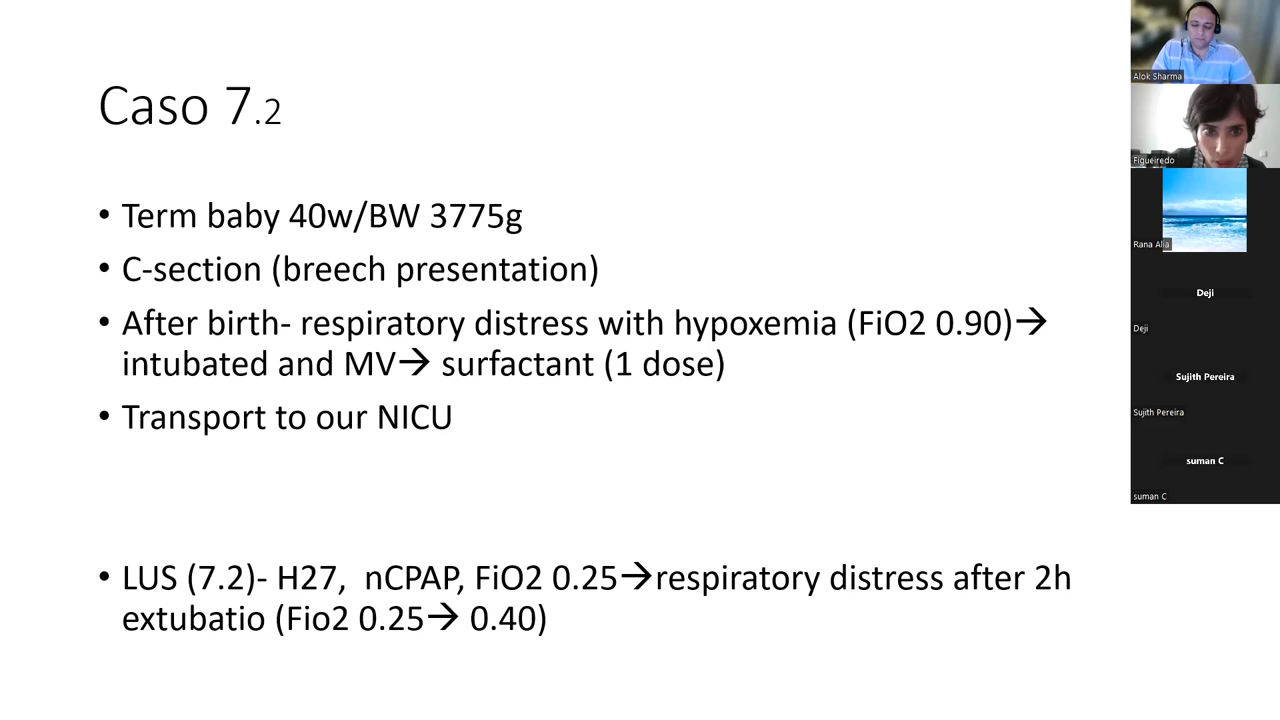 Caso 7.2
• Term baby 40w/BW 3775g
• C-section (breech presentation)
• After birth- respiratory distress with hypoxemia (FiO2 0.90)→
intubated and MV→ surfactant (1 dose)
• Transport to our NICU
• LUS (7.2)- H27, nCPAP, FiO2 0.25→respiratory distress after 2h
extubatio (Fio2 0.25→ 0.40)
Alok Sharma
Figueiredo
Rana Alia
Deji
Deji
Sujith Pereira
Sujith Pereira
suman C
suman C